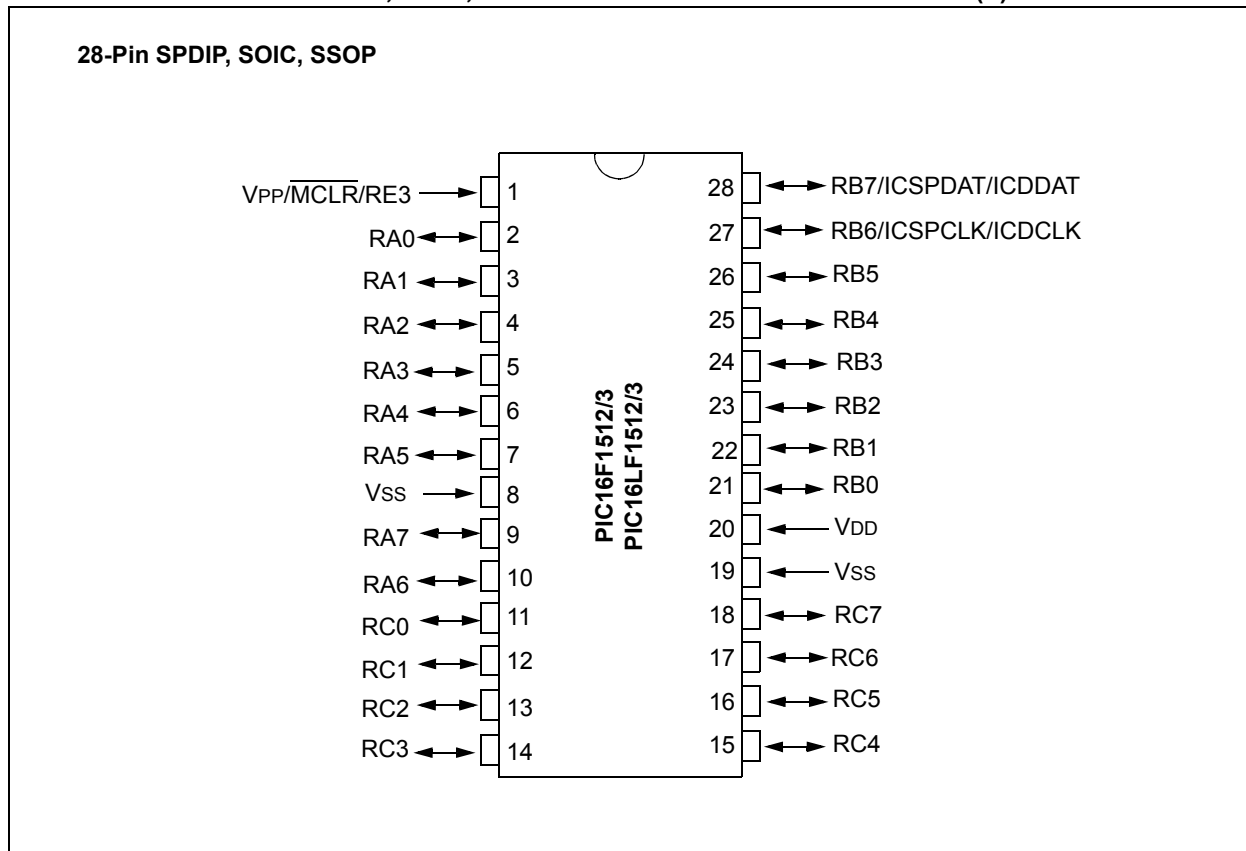 28-Pin SPDIP, SOIC, SSOP
VPP/MCLR/RE3 1 28 RB7/ICSPDAT/ICDDAT
RA0 2 27 RB6/ICSPCLK/ICDCLK
RA1 3 26 RB5
RA2 4 25 RB4
RA3 5 24 RB3
RA4 6 23 RB2
RA5 7 22 RB1
VSS 8 21 RB0
RA7 9 20 VDD
RA6 10 19 VSS
RC0 11 18 RC7
RC1 12 17 RC6
RC2 13 16 RC5
RC3 14 15 RC4
PIC16F1512/3
PIC16LF1512/3